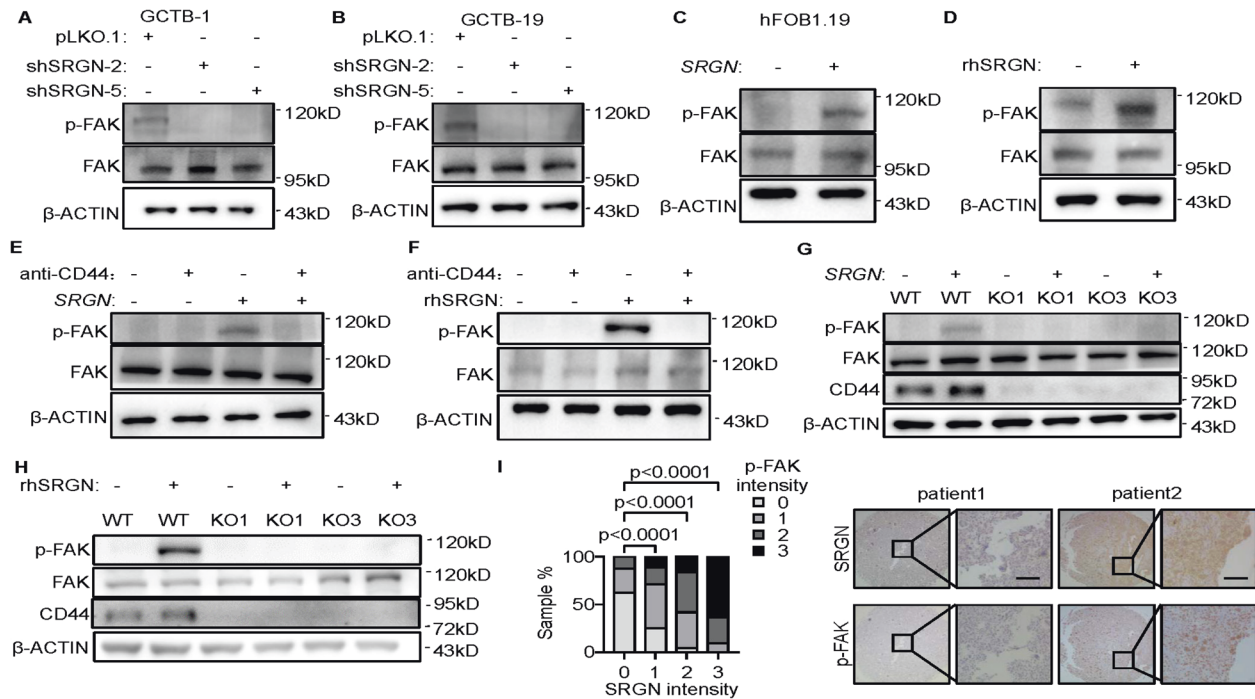 A
GCTB-1
pLKO.1: + - -
shSRGN-2: - + -
shSRGN-5: - - +
p-FAK
120kD
FAK
95kD
β-ACTIN
43kD
B
GCTB-19
pLKO.1: + - -
shSRGN-2: - + -
shSRGN-5: - - +
p-FAK
120kD
FAK
95kD
β-ACTIN
43kD
C
hFOB1.19
SRGN: - +
p-FAK
120kD
FAK
95kD
β-ACTIN
43kD
D
rhSRGN: - +
p-FAK
120kD
FAK
95kD
β-ACTIN
43kD
E
anti-CD44: - + - +
SRGN: - - + +
p-FAK
120kD
FAK
120kD
β-ACTIN
43kD
F
anti-CD44: - + - +
rhSRGN: - - + +
p-FAK
120kD
FAK
120kD
β-ACTIN
43kD
G
SRGN: - + - + - +
WT WT KO1 KO1 KO3 KO3
p-FAK
120kD
FAK
120kD
CD44
95kD
72kD
β-ACTIN
43kD
H
rhSRGN: - + - + - +
WT WT KO1 KO1 KO3 KO3
p-FAK
120kD
FAK
120kD
CD44
95kD
72kD
β-ACTIN
43kD
I
p<0.0001
p<0.0001
p<0.0001
p-FAK
intensity
0
1
2
3
Sample %
100
50
0
0 1 2 3
SRGN intensity
patient1
patient2
SRGN
p-FAK